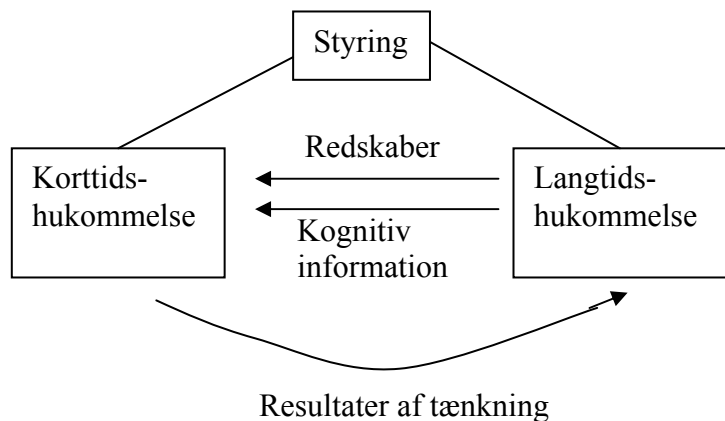 Styring
Korttids-
hukommelse
Redskaber
Kognitiv
information
Langtids-
hukommelse
Resultater af tænkning